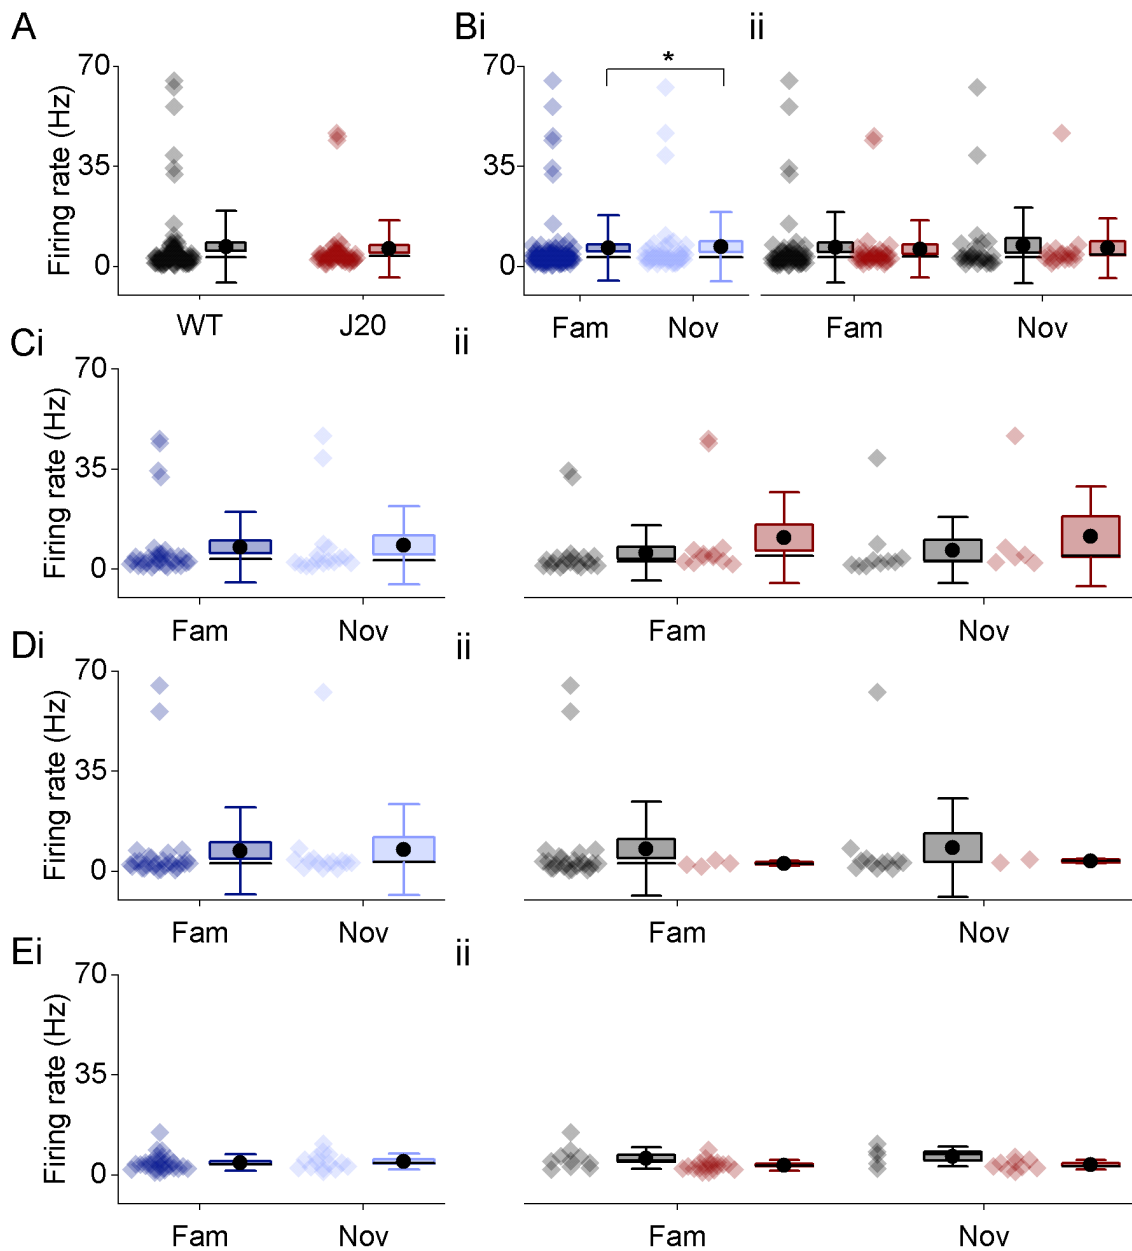 A
Bi
ii
Firing rate (Hz)
70
35
0
WT
J20
70
35
0
*
Fam
Nov
Fam
Nov
Ci
ii
Firing rate (Hz)
70
35
0
Fam
Nov
Fam
Nov
Di
ii
Firing rate (Hz)
70
35
0
Fam
Nov
Fam
Nov
Ei
ii
Firing rate (Hz)
70
35
0
Fam
Nov
Fam
Nov